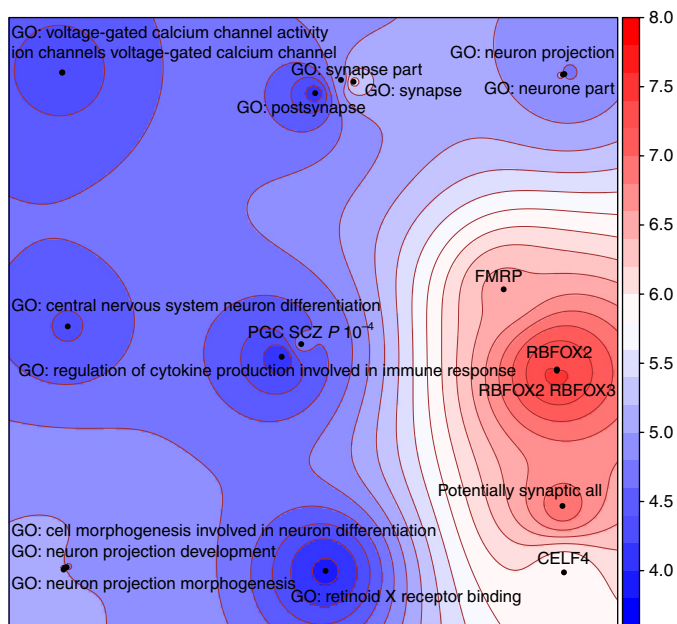 GO: voltage-gated calcium channel activity
ion channels voltage-gated calcium channel
GO: synapse part
GO: synapse
GO: postsynapse
GO: neuron projection
GO: neurone part
FMRP
GO: central nervous system neuron differentiation
PGC SCZ P 10⁻⁴
GO: regulation of cytokine production involved in immune response
RBFOX2
RBFOX2 RBFOX3
Potentially synaptic all
GO: cell morphogenesis involved in neuron differentiation
GO: neuron projection development
GO: neuron projection morphogenesis
CELF4
GO: retinoid X receptor binding
8.0
7.5
7.0
6.5
6.0
5.5
5.0
4.5
4.0